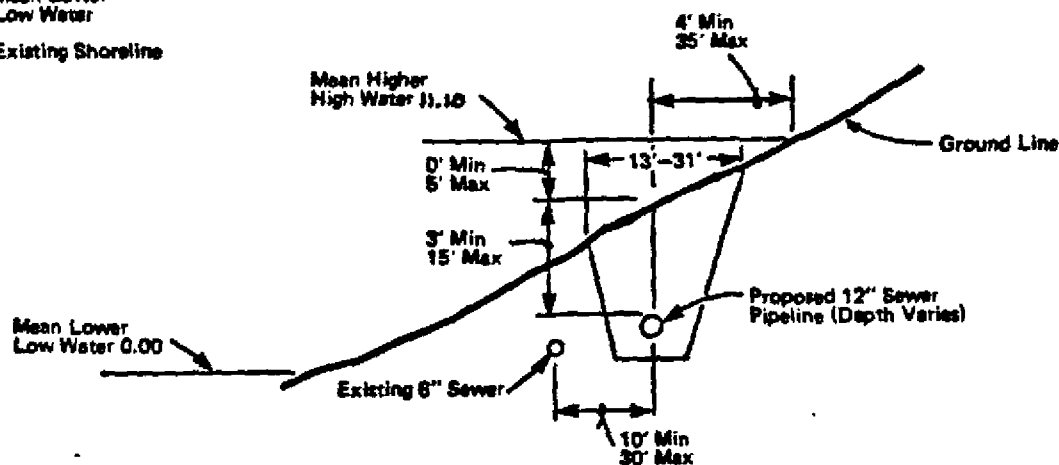 Low Water
Existing Shoreline
4' Min
35' Max
Mean Higher
High Water 11.10
Ground Line
0' Min
5' Max
13'-31'
3' Min
15' Max
Proposed 12" Sewer
Pipeline (Depth Varies)
Mean Lower
Low Water 0.00
Existing 6" Sewer
10' Min
30' Max